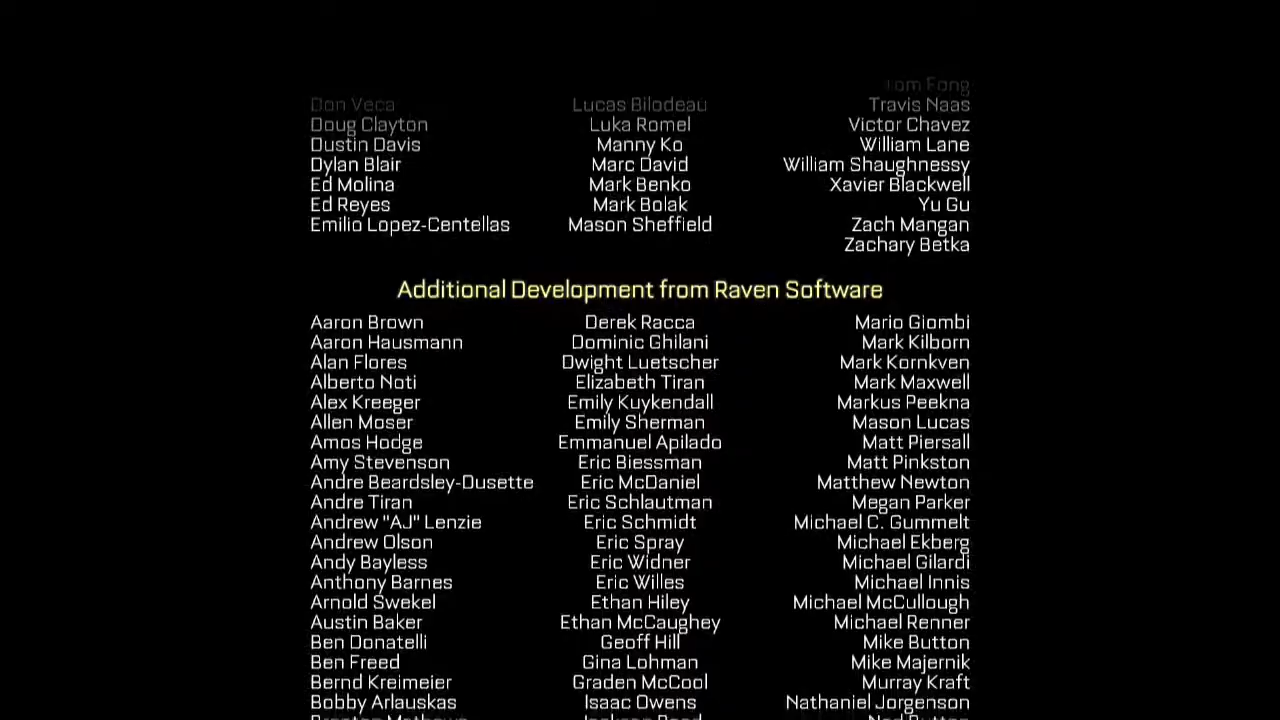 Tom Fong
Don Veca Lucas Bilodeau Travis Naas
Doug Clayton Luka Romel Victor Chavez
Dustin Davis Manny Ko William Lane
Dylan Blair Marc David William Shaughnessy
Ed Molina Mark Benko Xavier Blackwell
Ed Reyes Mark Bolak Yu Gu
Emilio Lopez-Centellas Mason Sheffield Zach Mangan
Zachary Betka
Additional Development from Raven Software
Aaron Brown Derek Racca Mario Giombi
Aaron Hausmann Dominic Ghilani Mark Kilborn
Alan Flores Dwight Luetscher Mark Kornkven
Alberto Noti Elizabeth Tiran Mark Maxwell
Alex Kreeger Emily Kuykendall Markus Peekna
Allen Moser Emily Sherman Mason Lucas
Amos Hodge Emmanuel Apilado Matt Piersall
Amy Stevenson Eric Biessman Matt Pinkston
Andre Beardsley-Dusette Eric McDaniel Matthew Newton
Andre Tiran Eric Schlautman Megan Parker
Andrew "AJ" Lenzie Eric Schmidt Michael C. Gummelt
Andrew Olson Eric Spray Michael Ekberg
Andy Bayless Eric Widner Michael Gilardi
Anthony Barnes Eric Willes Michael Innis
Arnold Swekel Ethan Hiley Michael McCullough
Austin Baker Ethan McCaughey Michael Renner
Ben Donatelli Geoff Hill Mike Button
Ben Freed Gina Lohman Mike Majernik
Bernd Kreimeier Graden McCool Murray Kraft
Bobby Arlauskas Isaac Owens Nathaniel Jorgenson